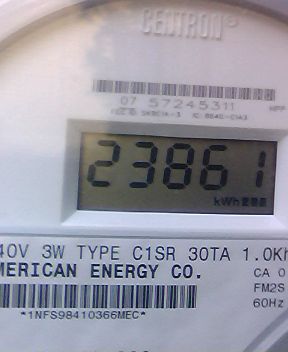 CENTRON
07 57245311
23861
kWh
40V 3W TYPE C1SR 30TA 1.0Kh
MERICAN ENERGY CO.
CA 0
FM2S
60Hz
*1NFS98410366MEC*